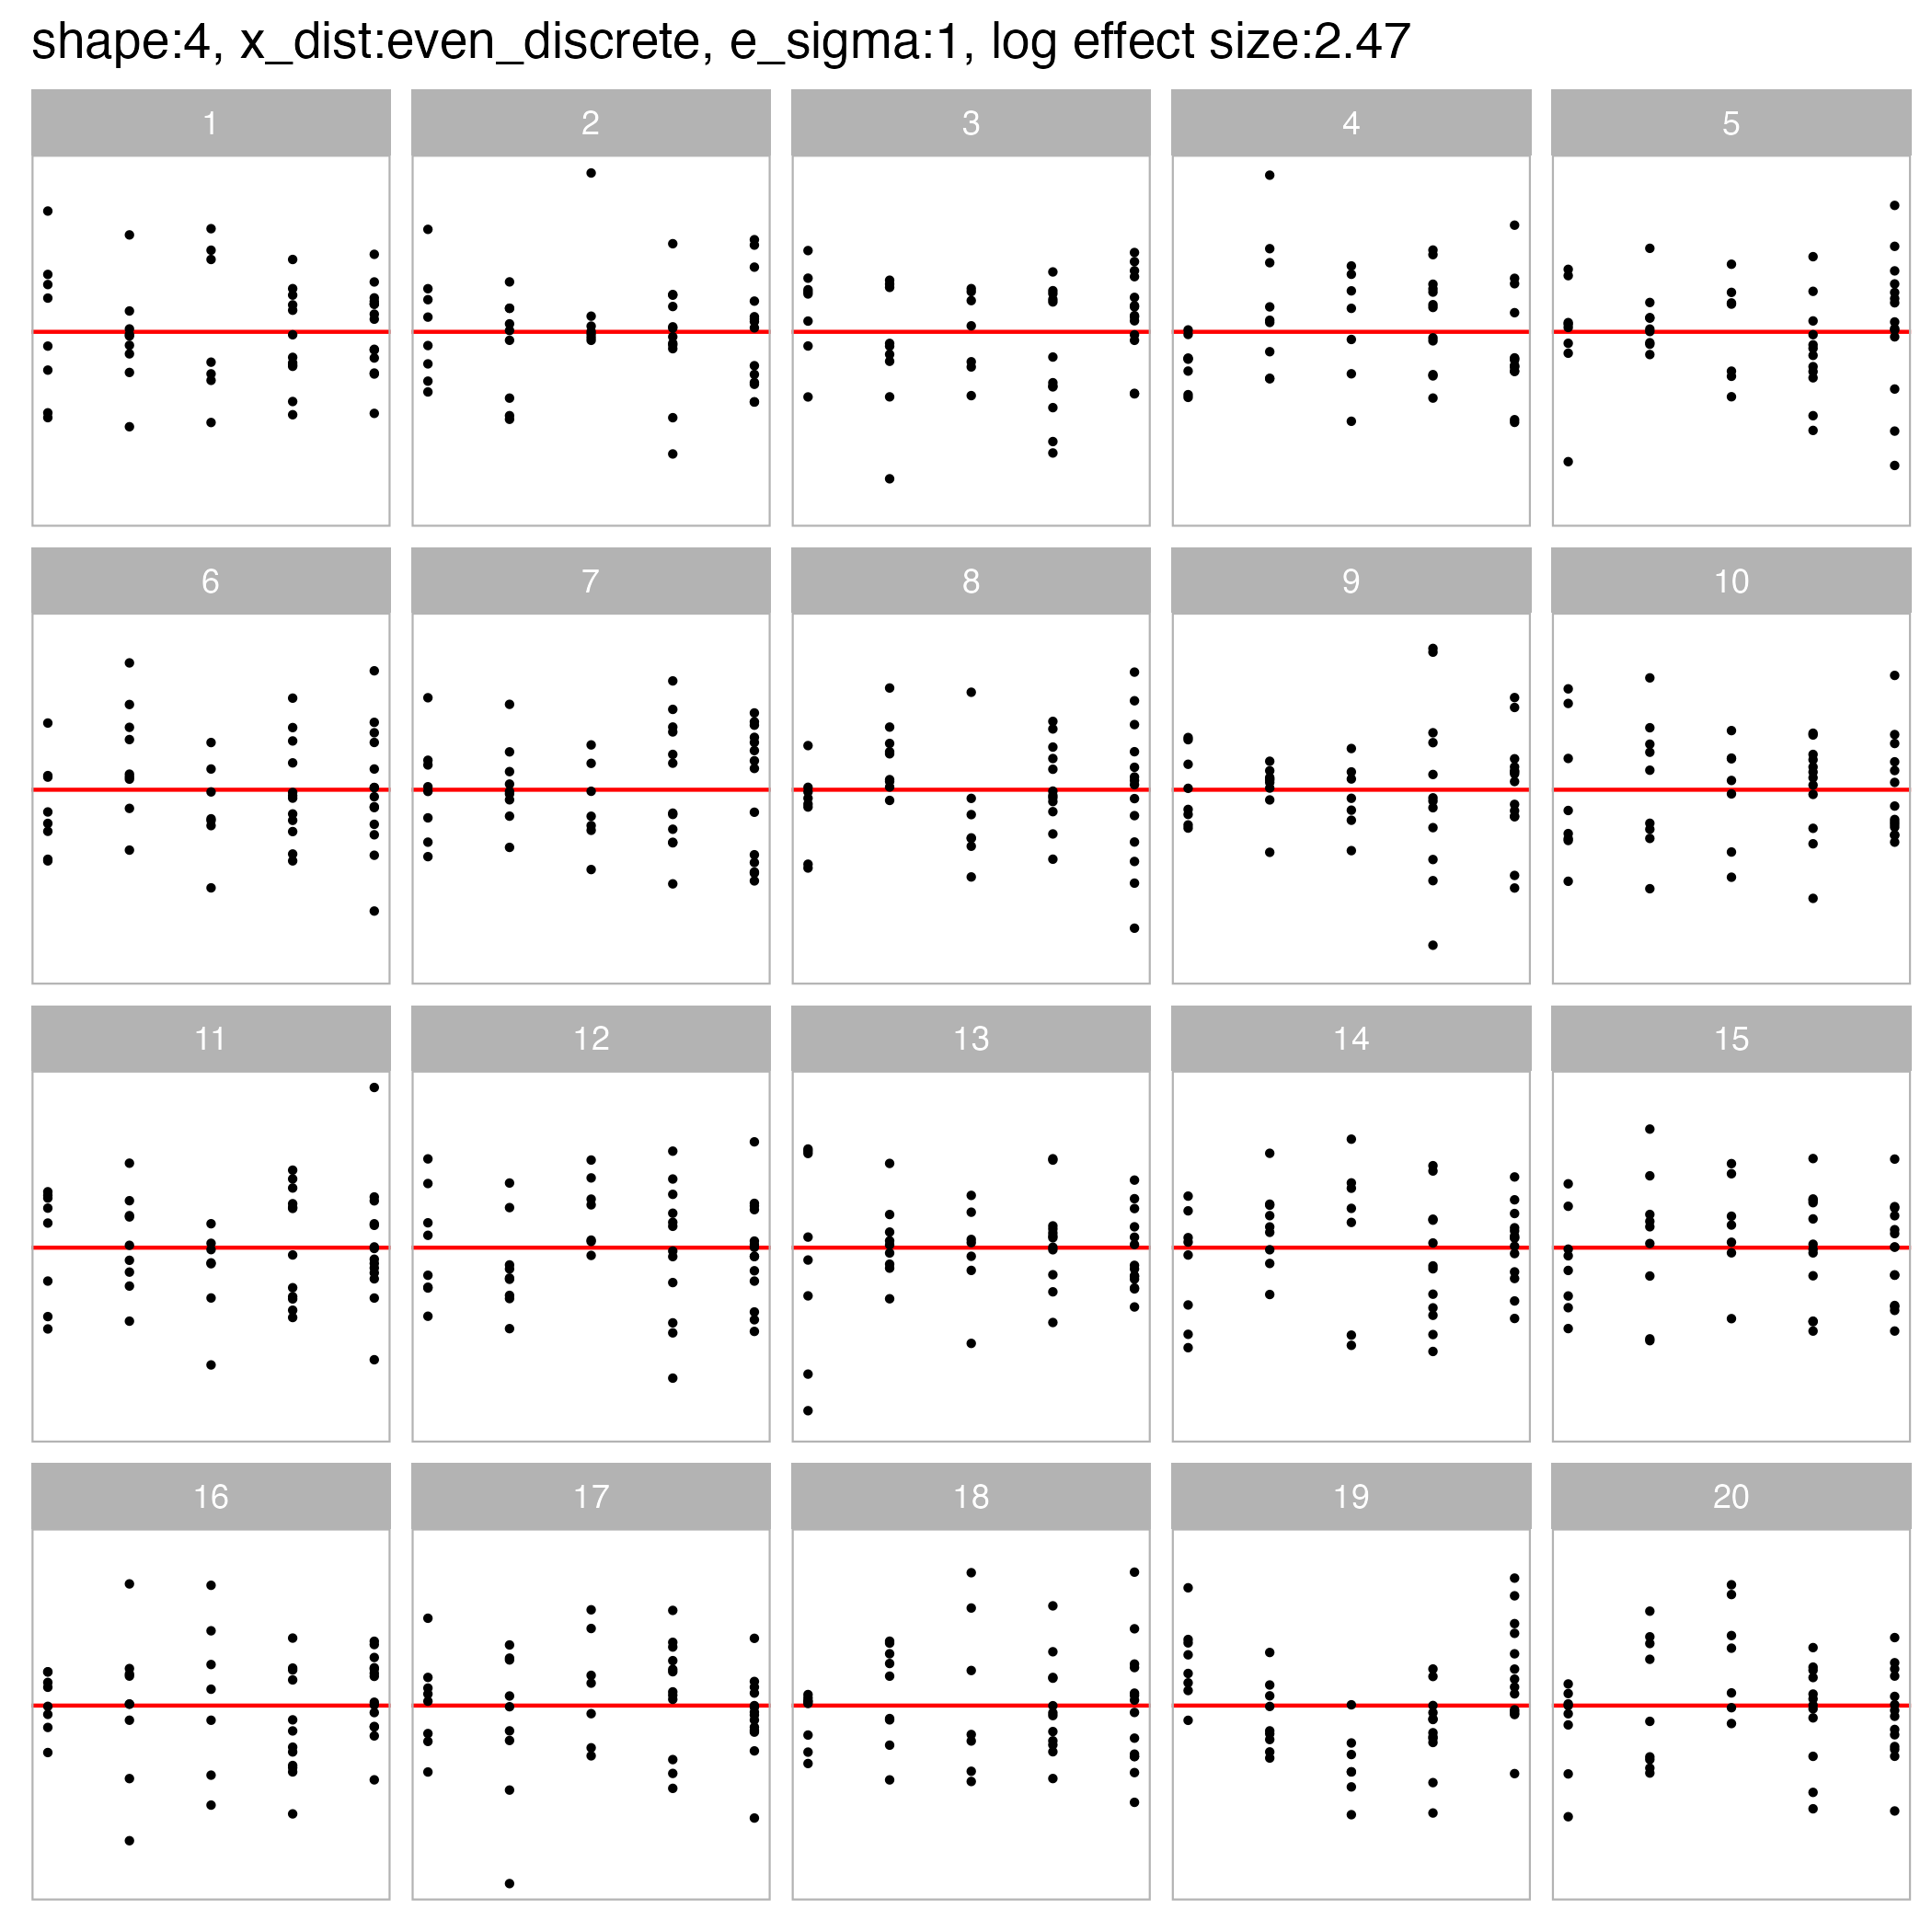 shape:4, x_dist:even_discrete, e_sigma:1, log effect size:2.47
1 2 3 4 5
6 7 8 9 10
11 12 13 14 15
16 17 18 19 20